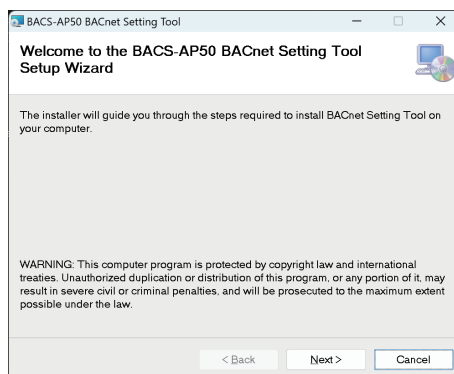 BACS-AP50 BACnet Setting Tool
Welcome to the BACS-AP50 BACnet Setting Tool
Setup Wizard
The installer will guide you through the steps required to install BACnet Setting Tool on
your computer.
WARNING: This computer program is protected by copyright law and international
treaties. Unauthorized duplication or distribution of this program, or any portion of it, may
result in severe civil or criminal penalties, and will be prosecuted to the maximum extent
possible under the law.
< Back Next > Cancel